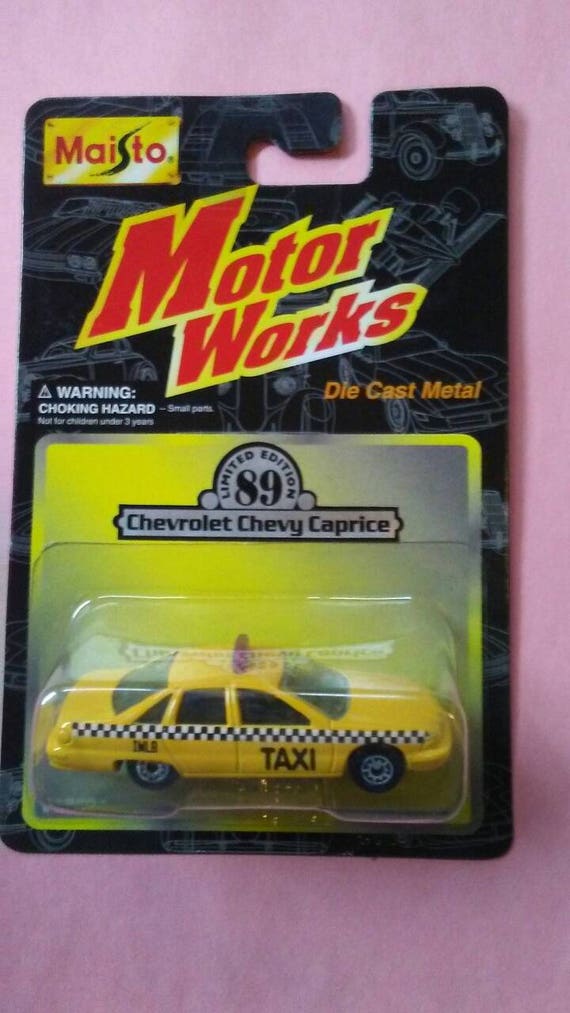 Maisto®
Motor
Works
⚠ WARNING:
CHOKING HAZARD – Small parts.
Not for children under 3 years
Die Cast Metal
LIMITED EDITION
89
Chevrolet Chevy Caprice
TAXI